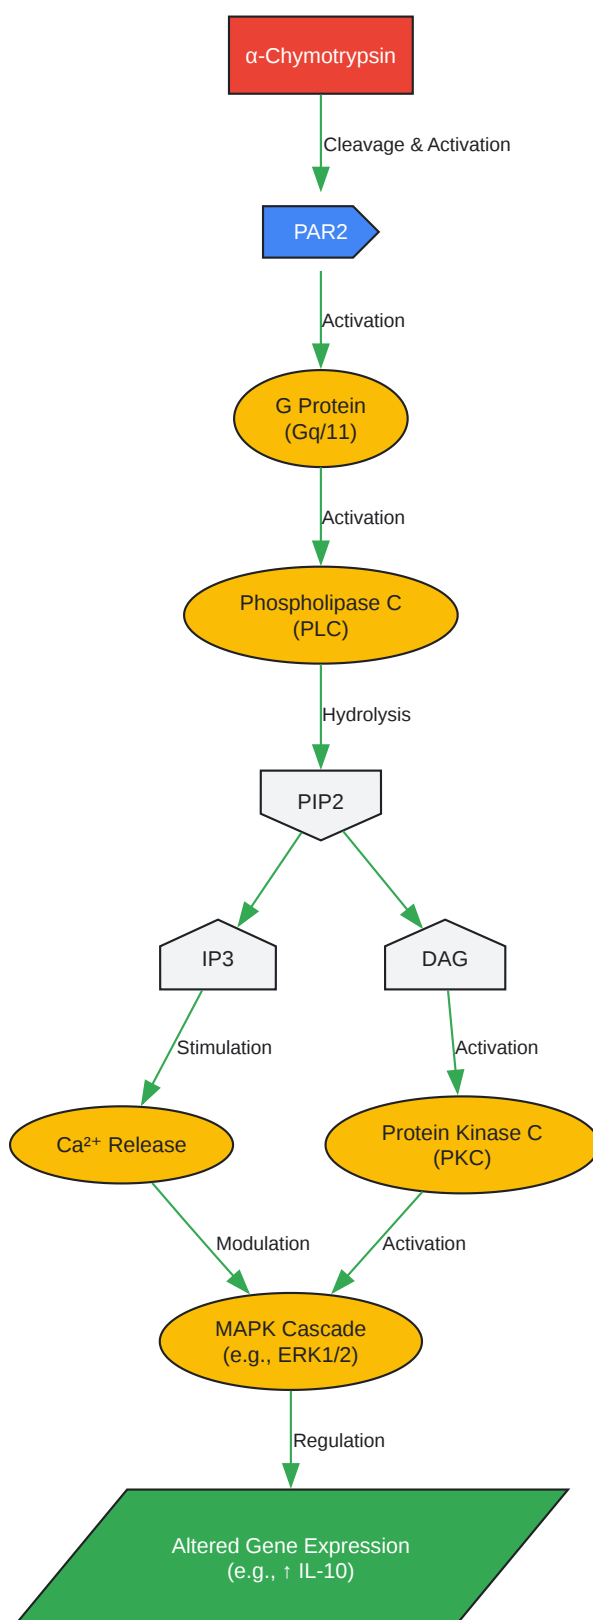 α-Chymotrypsin
Cleavage & Activation
PAR2
Activation
G Protein
(Gq/11)
Activation
Phospholipase C
(PLC)
Hydrolysis
PIP2
IP3
DAG
Stimulation
Activation
Ca²⁺ Release
Protein Kinase C
(PKC)
Modulation
Activation
MAPK Cascade
(e.g., ERK1/2)
Regulation
Altered Gene Expression
(e.g., ↑ IL-10)